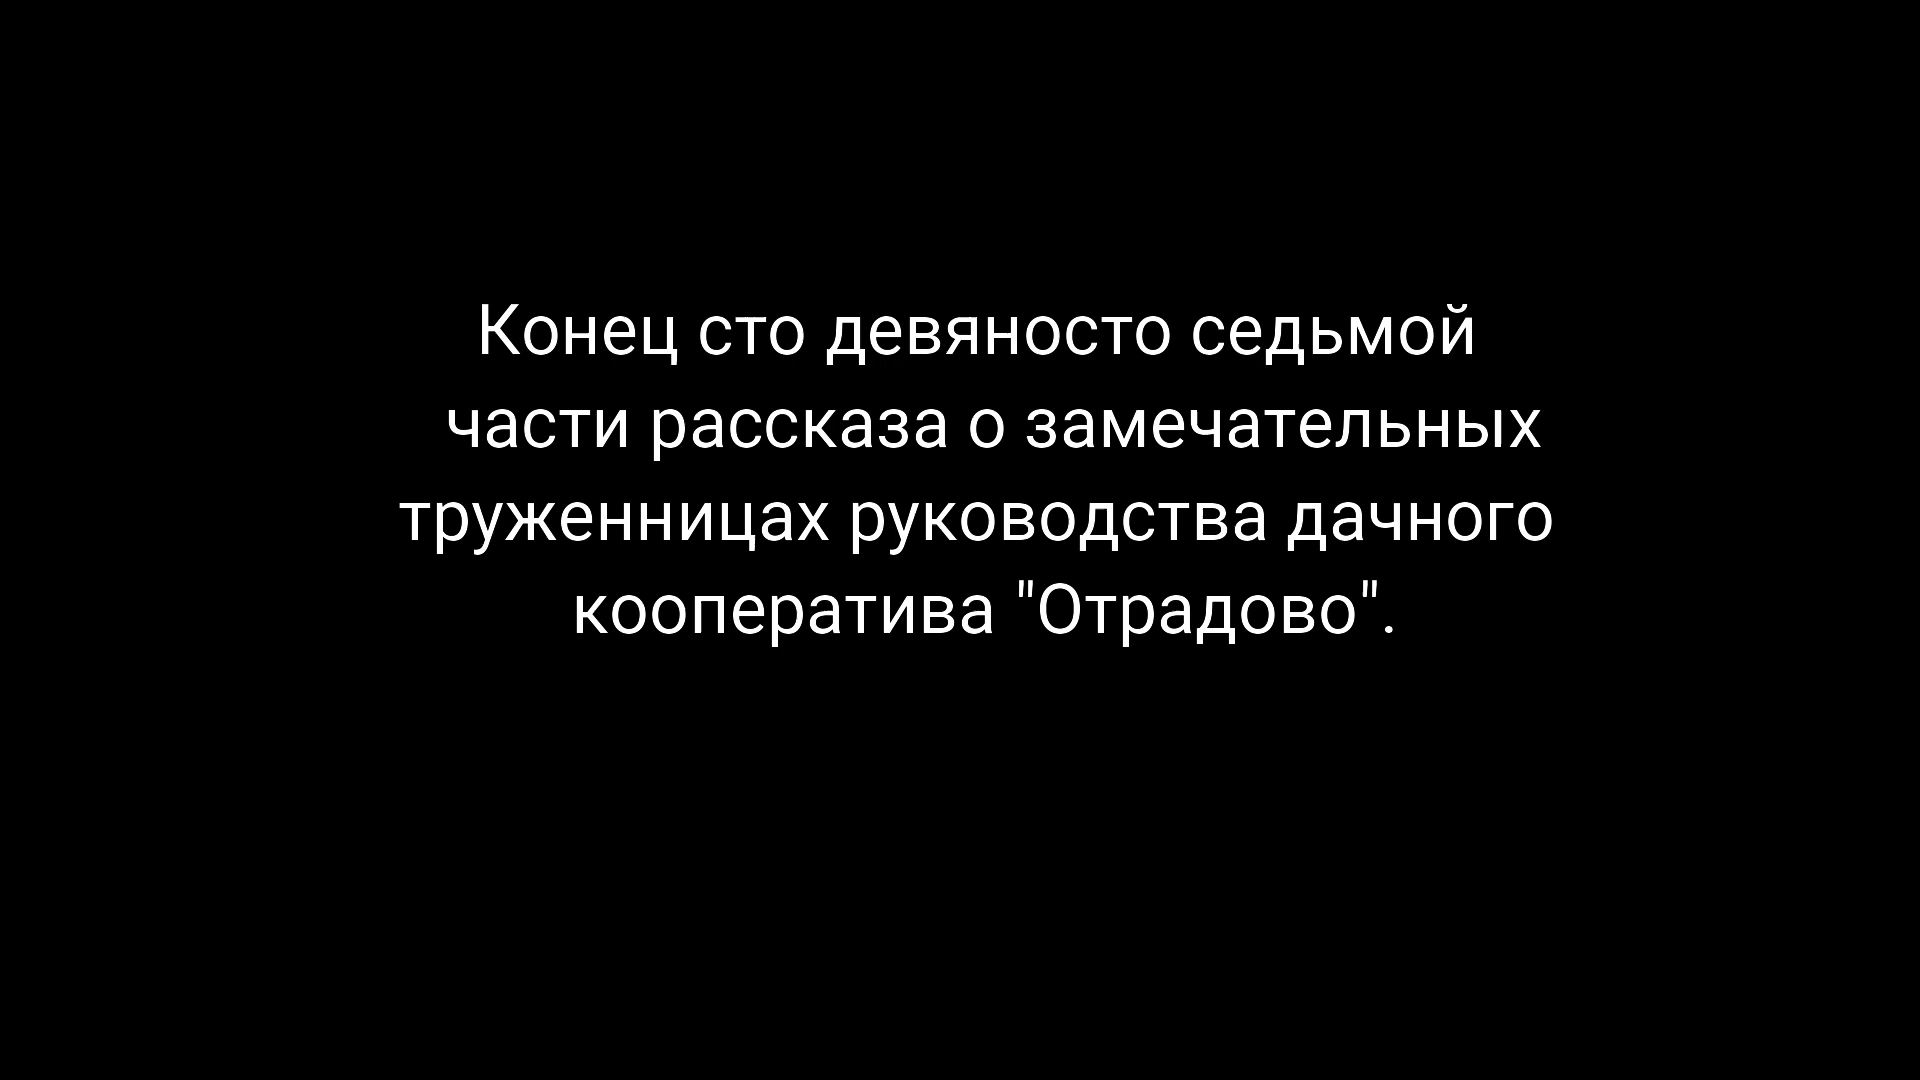 Конец сто девяносто седьмой
части рассказа о замечательных
труженницах руководства дачного
кооператива "Отрадово".